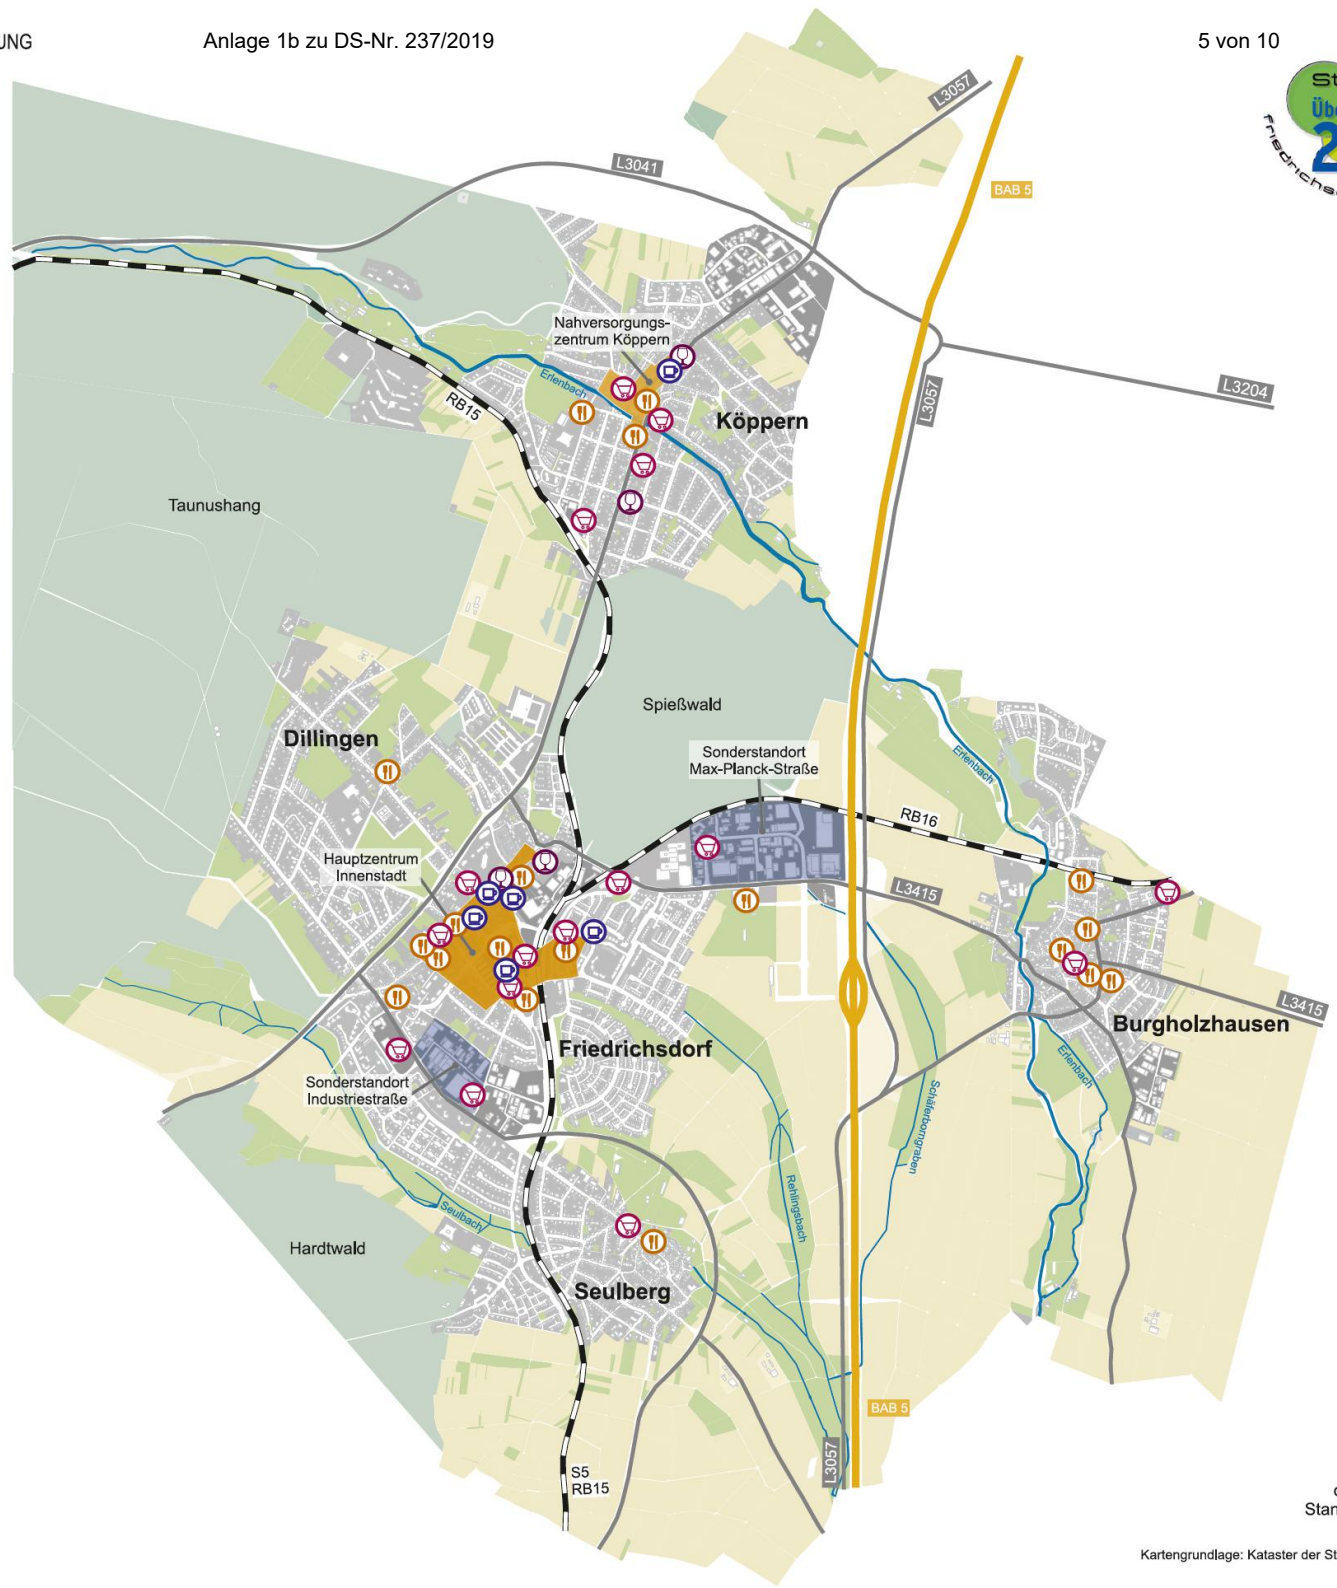 Anlage 1b zu DS-Nr. 237/2019
5 von 10
L3057
L3041
BAB 5
Nahversorgungs-
zentrum Köppern
Erlenbach
RB15
Köppern
L3057
L3204
Taunushang
Spießwald
Dillingen
Sonderstandort
Max-Planck-Straße
Erlenbach
RB16
Hauptzentrum
Innenstadt
L3415
L3415
Burgholzhausen
Friedrichsdorf
Erlenbach
Sonderstandort
Industriestraße
Schäferborngraben
Rehlingsbach
Seulbach
Hardtwald
Seulberg
BAB 5
L3057
S5
RB15
Kartengrundlage: Kataster der